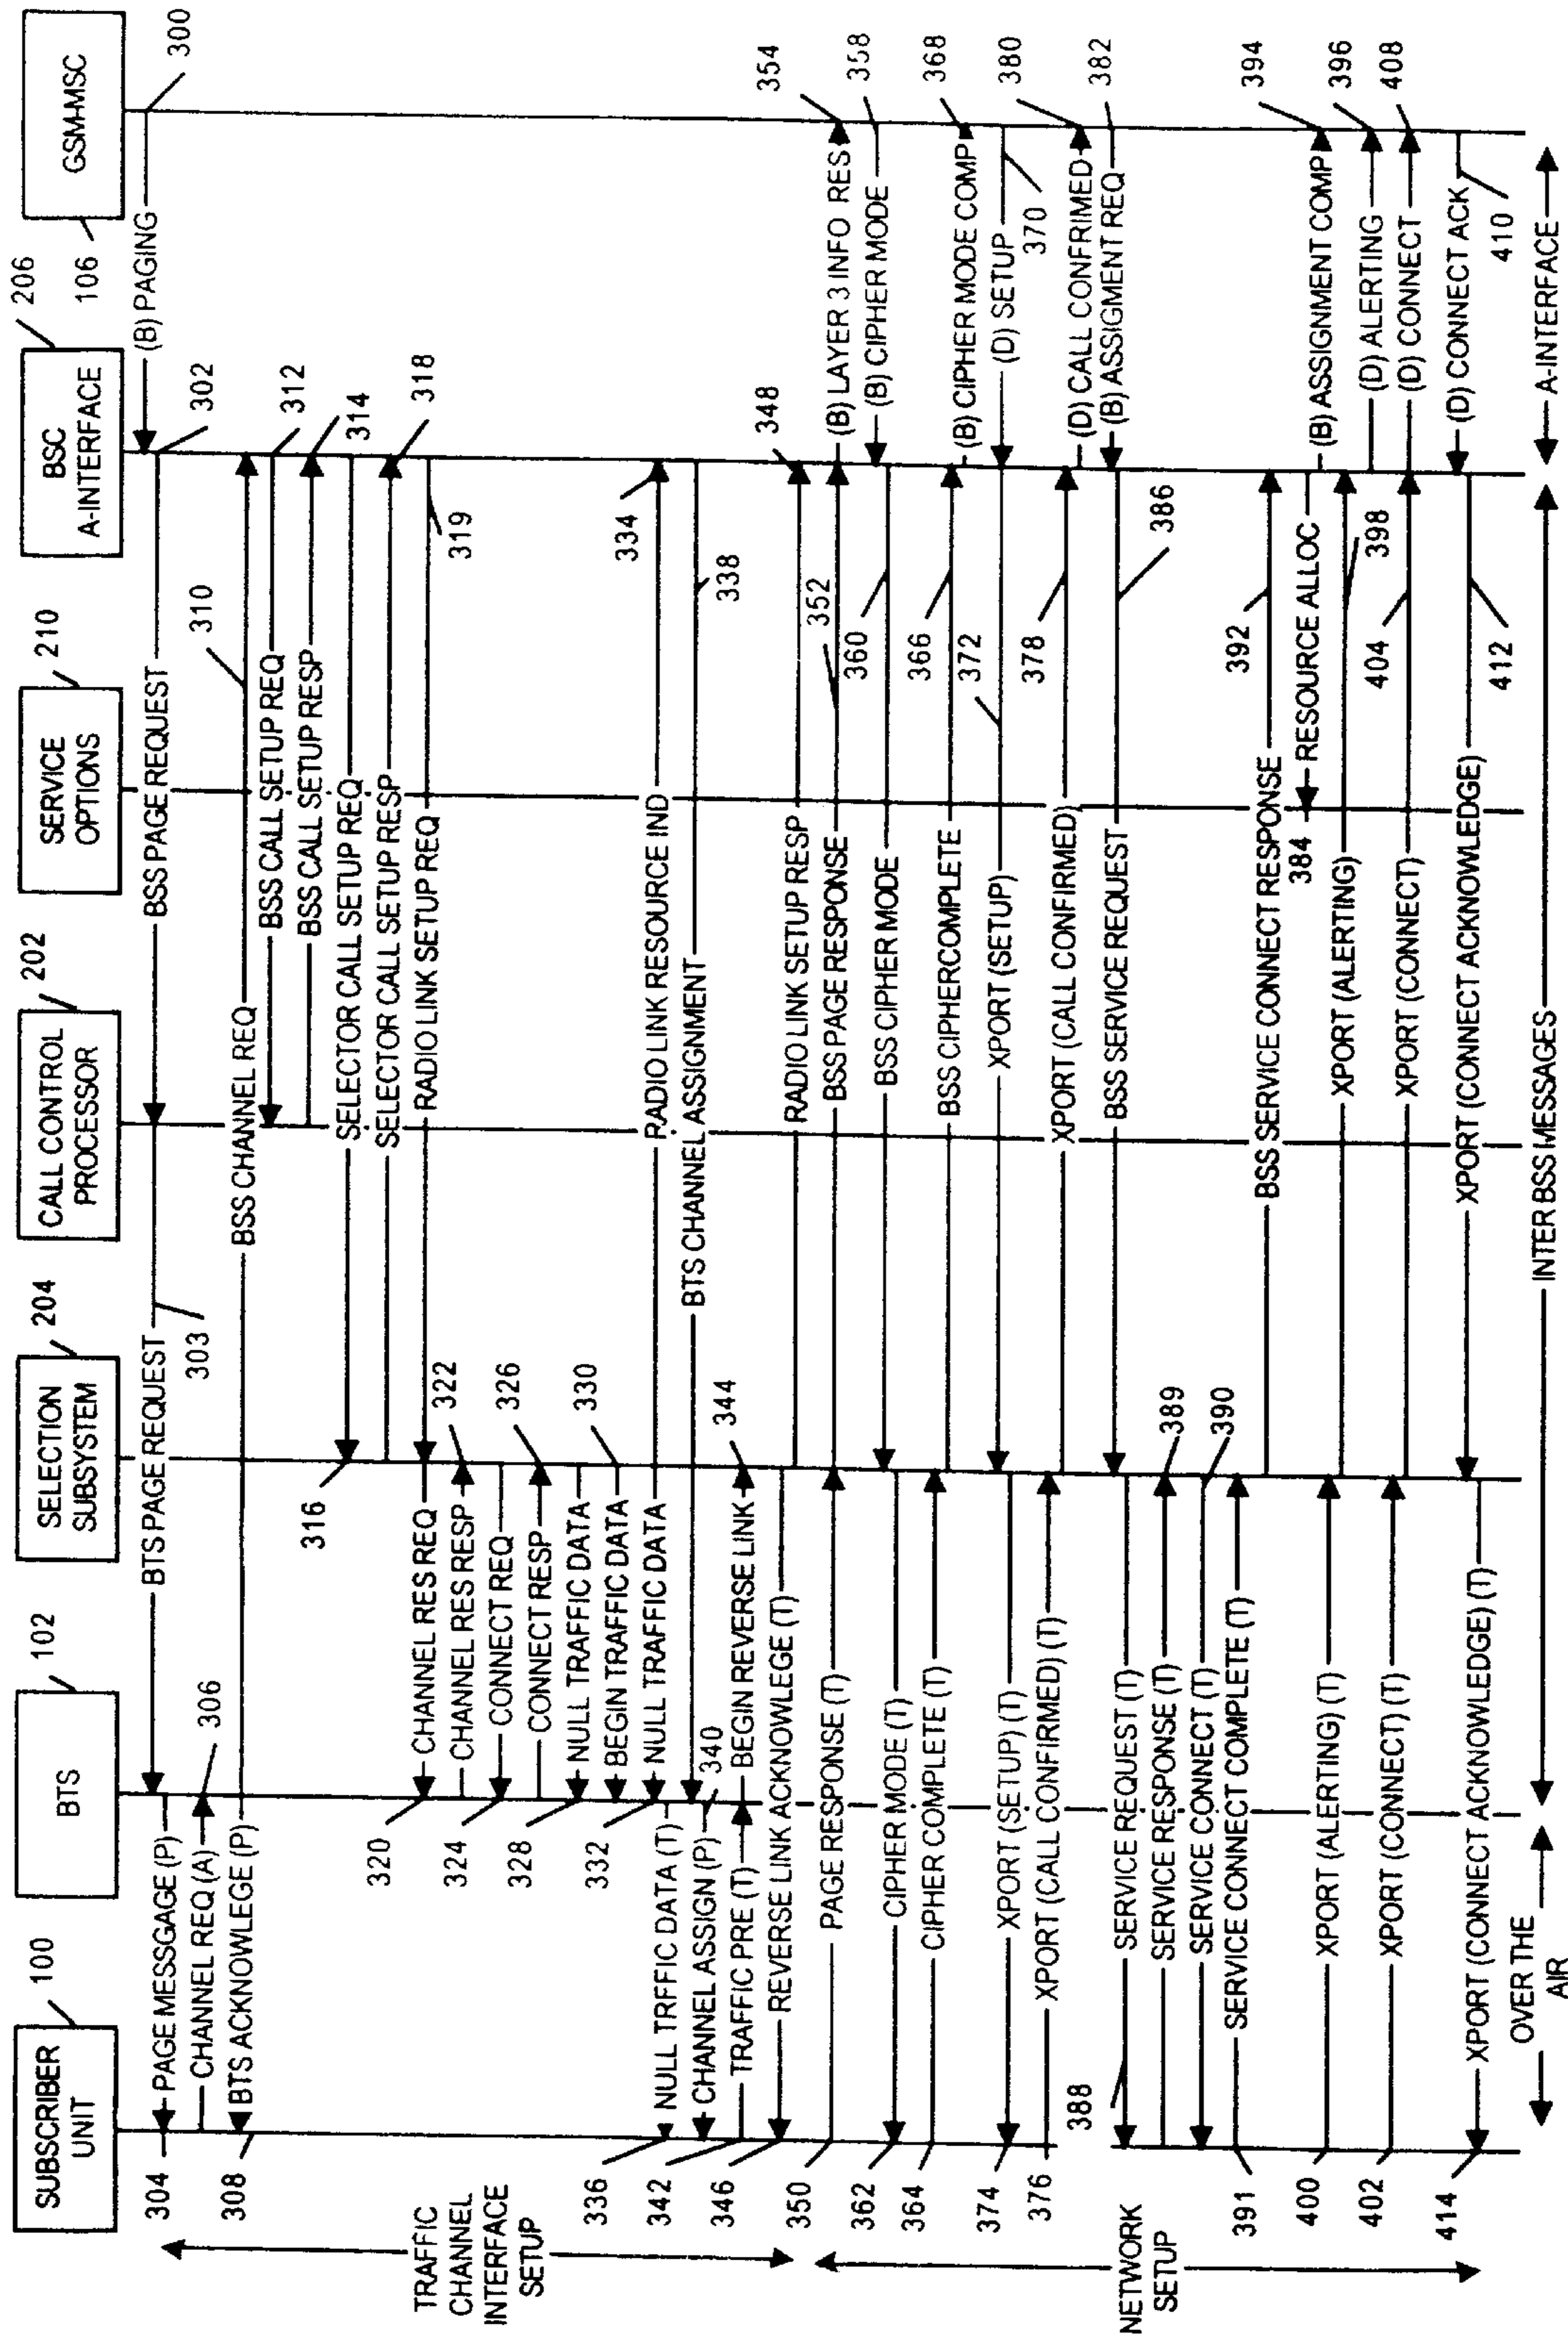 SUBSCRIBER
UNIT
100
BTS
102
SELECTION
SUBSYSTEM
204
CALL CONTROL
PROCESSOR
202
SERVICE
OPTIONS
210
BSC
A-INTERFACE
206
GSM-MSC
106
(B) PAGING
300
302
BSS PAGE REQUEST
BTS PAGE REQUEST
303
304
PAGE MESSGAGE (P)
CHANNEL REQ (A)
306
308
BTS ACKNOWLEGE (P)
BSS CHANNEL REQ
310
BSS CALL SETUP REQ
312
BSS CALL SETUP RESP
314
316
SELECTOR CALL SETUP REQ
SELECTOR CALL SETUP RESP
318
RADIO LINK SETUP REQ
319
320
CHANNEL RES REQ
CHANNEL RES RESP
322
324
CONNECT REQ
CONNECT RESP
326
328
NULL TRAFFIC DATA
BEGIN TRAFFIC DATA
330
332
NULL TRAFFIC DATA
RADIO LINK RESOURCE IND
334
336
NULL TRFFIC DATA (T)
BTS CHANNEL ASSIGNMENT
338
CHANNEL ASSIGN (P)
340
342
TRAFFIC PRE (T)
BEGIN REVERSE LINK
344
346
REVERSE LINK ACKNOWLEGE (T)
RADIO LINK SETUP RESP
348
350
PAGE RESPONSE (T)
BSS PAGE RESPONSE
352
(B) LAYER 3 INFO RES
354
(B) CIPHER MODE
358
BSS CIPHER MODE
360
362
CIPHER MODE (T)
364
CIPHER COMPLETE (T)
BSS CIPHERCOMPLETE
366
(B) CIPHER MODE COMP
368
(D) SETUP
370
XPORT (SETUP)
372
374
XPORT (SETUP) (T)
376
XPORT (CALL CONFIRMED) (T)
XPORT (CALL CONFIRMED)
378
(D) CALL CONFRIMED
380
(B) ASSIGMENT REQ
382
BSS SERVICE REQUEST
386
388
SERVICE REQUEST (T)
SERVICE RESPONSE (T)
389
SERVICE CONNECT (T)
390
391
SERVICE CONNECT COMPLETE (T)
BSS SERVICE CONNECT RESPONSE
392
384
RESOURCE ALLOC
(B) ASSIGNMENT COMP
394
400
XPORT (ALERTING) (T)
XPORT (ALERTING)
398
(D) ALERTING
396
402
XPORT (CONNECT) (T)
XPORT (CONNECT)
404
(D) CONNECT
408
(D) CONNECT ACK
410
XPORT (CONNECT ACKNOWLEDGE)
412
414
XPORT (CONNECT ACKNOWLEDGE) (T)
TRAFFIC
CHANNEL
INTERFACE
SETUP
NETWORK
SETUP
OVER THE
AIR
INTER BSS MESSAGES
A-INTERFACE